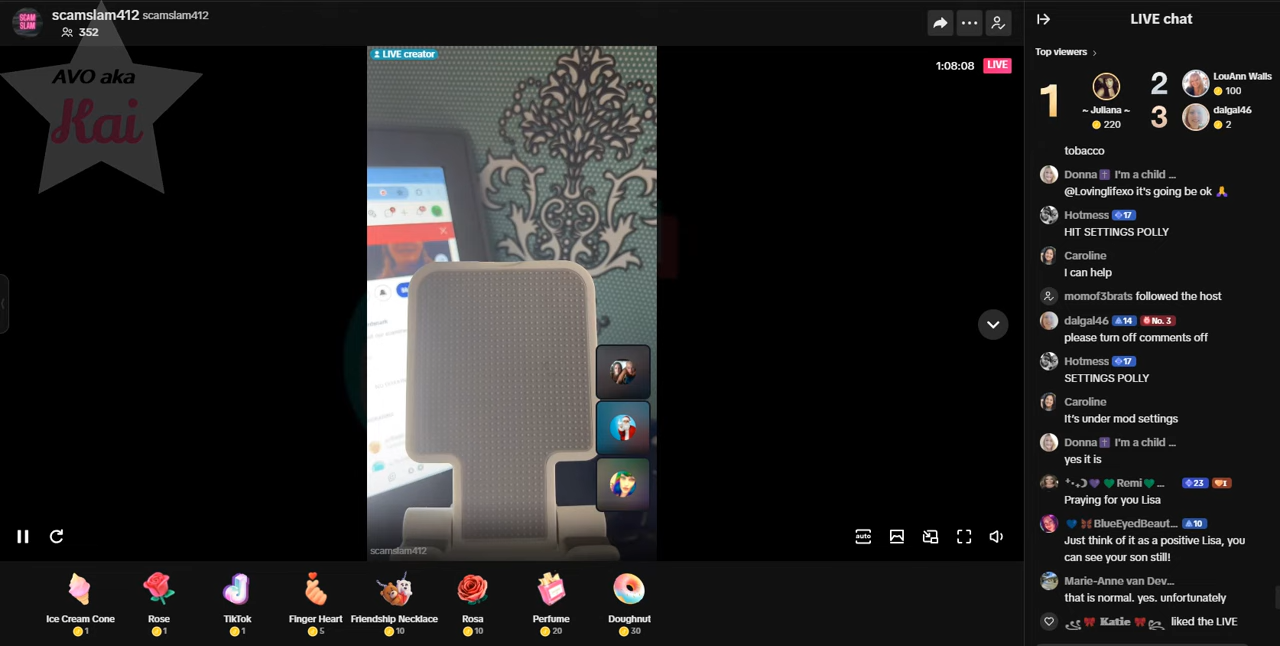 SCAM SLAM
scamslam412 scamslam412
352
AVO aka
Kai
LIVE creator
1:08:08 LIVE
scamslam412
auto
Ice Cream Cone
1
Rose
1
TikTok
1
Finger Heart
5
Friendship Necklace
10
Rosa
10
Perfume
20
Doughnut
30
LIVE chat
Top viewers
1
~ Juliana ~
220
2
LouAnn Walls
100
3
dalgal46
2
tobacco
Donna✝️ I'm a child ...
@Lovinglifexo it's going be ok 🙏
Hotmess 17
HIT SETTINGS POLLY
Caroline
I can help
momof3brats followed the host
dalgal46 14 No. 3
please turn off comments off
Hotmess 17
SETTINGS POLLY
Caroline
It's under mod settings
Donna✝️ I'm a child ...
yes it is
💜 💚Remi💚 ... 23 I
Praying for you Lisa
💙 🦋BlueEyedBeaut... 10
Just think of it as a positive Lisa, you
can see your son still!
Marie-Anne van Dev...
that is normal. yes. unfortunately
🎀 Katie 🎀 liked the LIVE